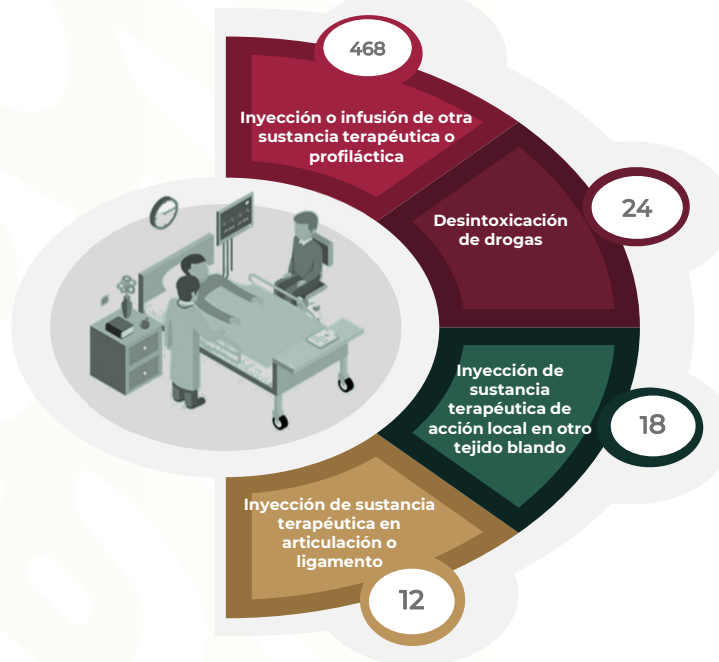 468
Inyección o infusión de otra
sustancia terapéutica o
profiláctica
24
Desintoxicación
de drogas
Inyección de
sustancia
terapéutica de
acción local en otro
tejido blando
18
Inyección de sustancia
terapéutica en
articulación o
ligamento
12